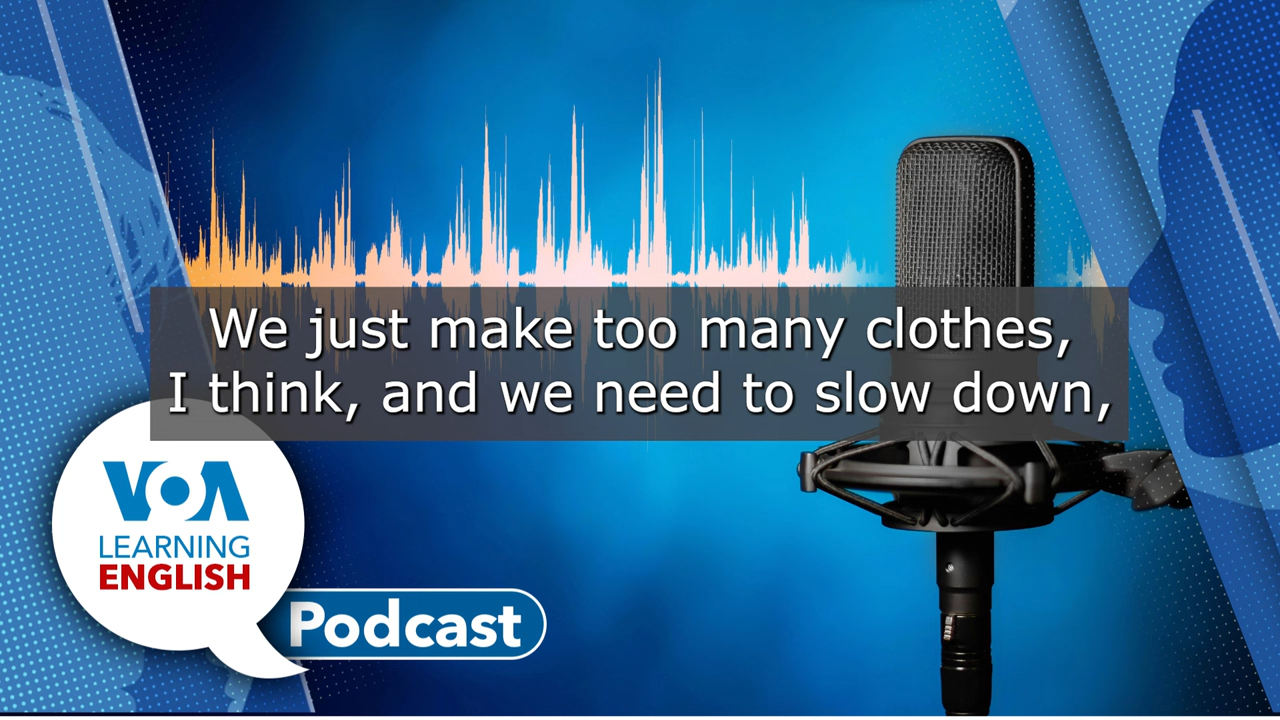 We just make too many clothes,
I think, and we need to slow down,
VOA
LEARNING
ENGLISH
Podcast